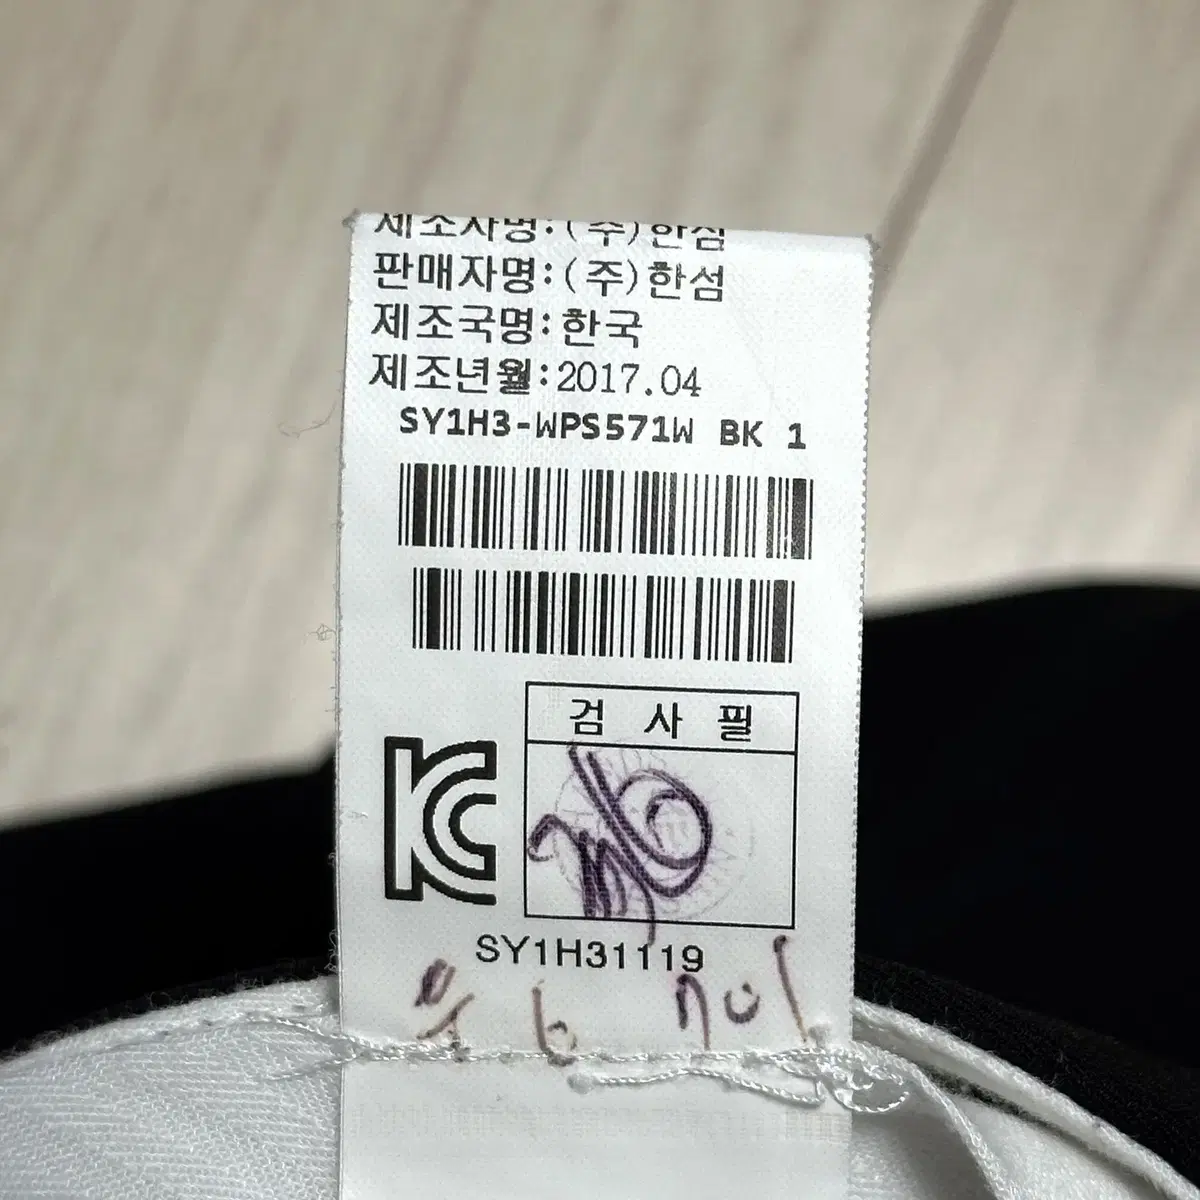 제조자명:(주)한섬
판매자명:(주)한섬
제조국명:한국
제조년월:2017.04
SY1H3-WPS571W BK 1
검 사 필
KC
SY1H31119